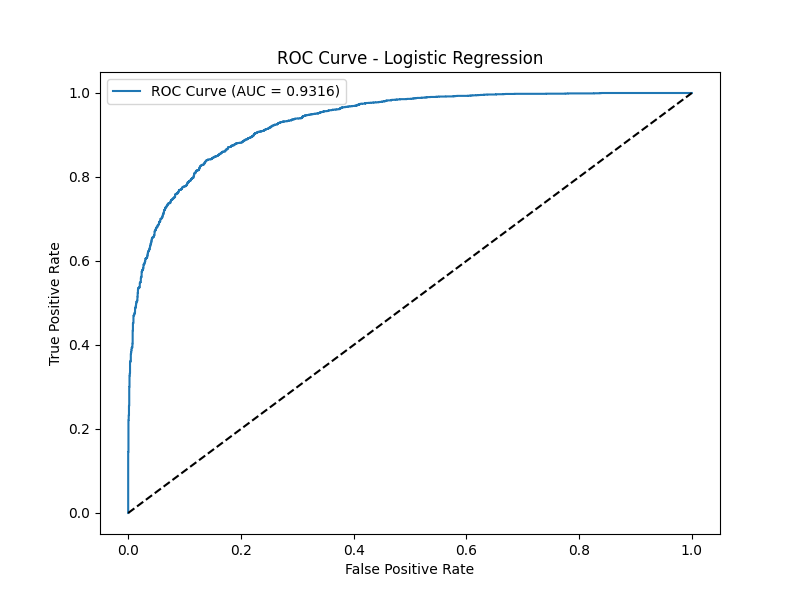 ROC Curve - Logistic Regression
ROC Curve (AUC = 0.9316)
1.0
0.8
0.6
0.4
0.2
0.0
True Positive Rate
0.0 0.2 0.4 0.6 0.8 1.0
False Positive Rate